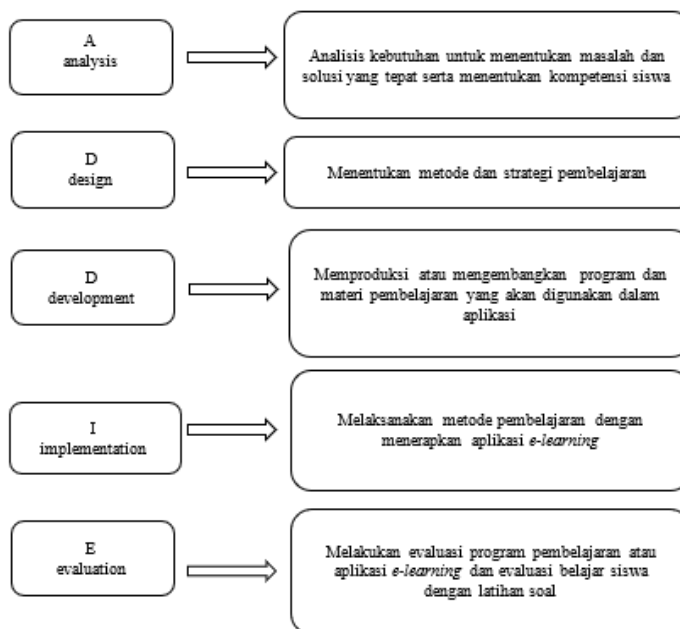 A
analysis
Analisis kebutuhan untuk menentukan masalah dan
solusi yang tepat serta menentukan kompetensi siswa
D
design
Menentukan metode dan strategi pembelajaran
D
development
Memproduksi atau mengembangkan program dan
materi pembelajaran yang akan digunakan dalam
aplikasi
I
implementation
Melaksanakan metode pembelajaran dengan
menerapkan aplikasi e-learning
E
evaluation
Melakukan evaluasi program pembelajaran atau
aplikasi e-learning dan evaluasi belajar siswa
dengan latihan soal